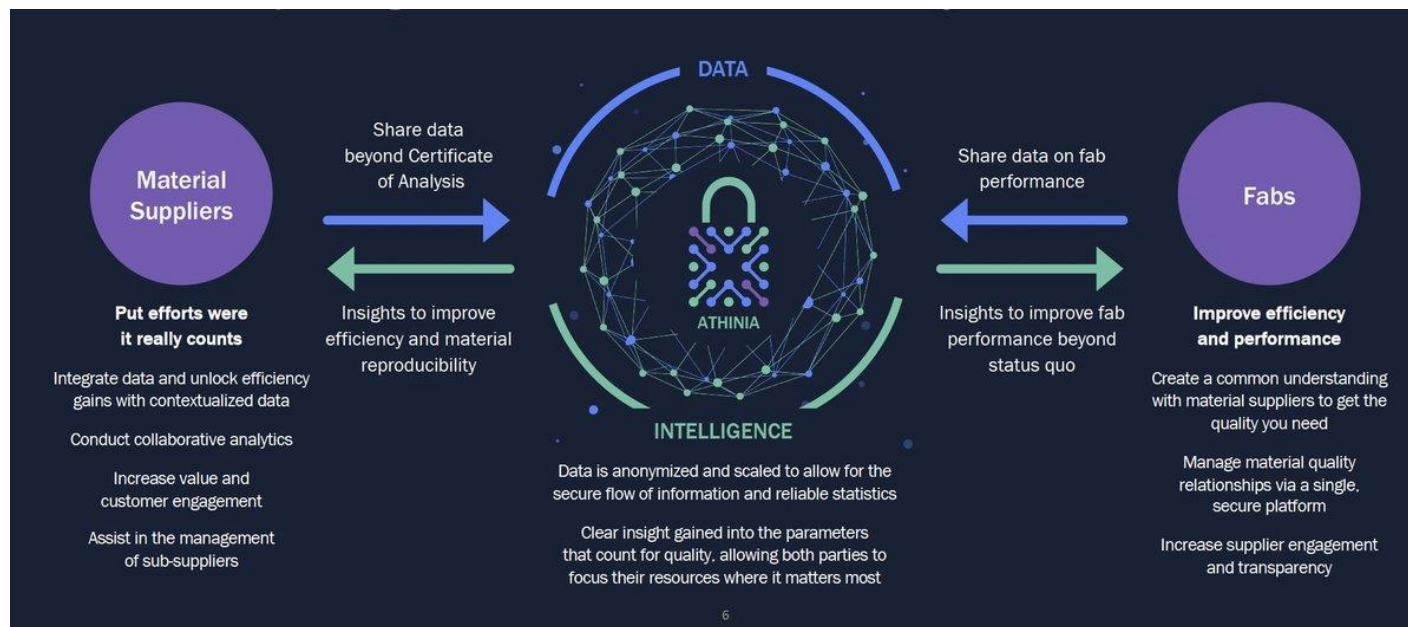 DATA
Material
Suppliers
Share data
beyond Certificate
of Analysis
Insights to improve
efficiency and material
reproducibility
Put efforts were
it really counts
Integrate data and unlock efficiency
gains with contextualized data
Conduct collaborative analytics
Increase value and
customer engagement
Assist in the management
of sub-suppliers
ATHINIA
INTELLIGENCE
Data is anonymized and scaled to allow for the
secure flow of information and reliable statistics
Clear insight gained into the parameters
that count for quality, allowing both parties to
focus their resources where it matters most
Share data on fab
performance
Insights to improve fab
performance beyond
status quo
Fabs
Improve efficiency
and performance
Create a common understanding
with material suppliers to get the
quality you need
Manage material quality
relationships via a single,
secure platform
Increase supplier engagement
and transparency
6